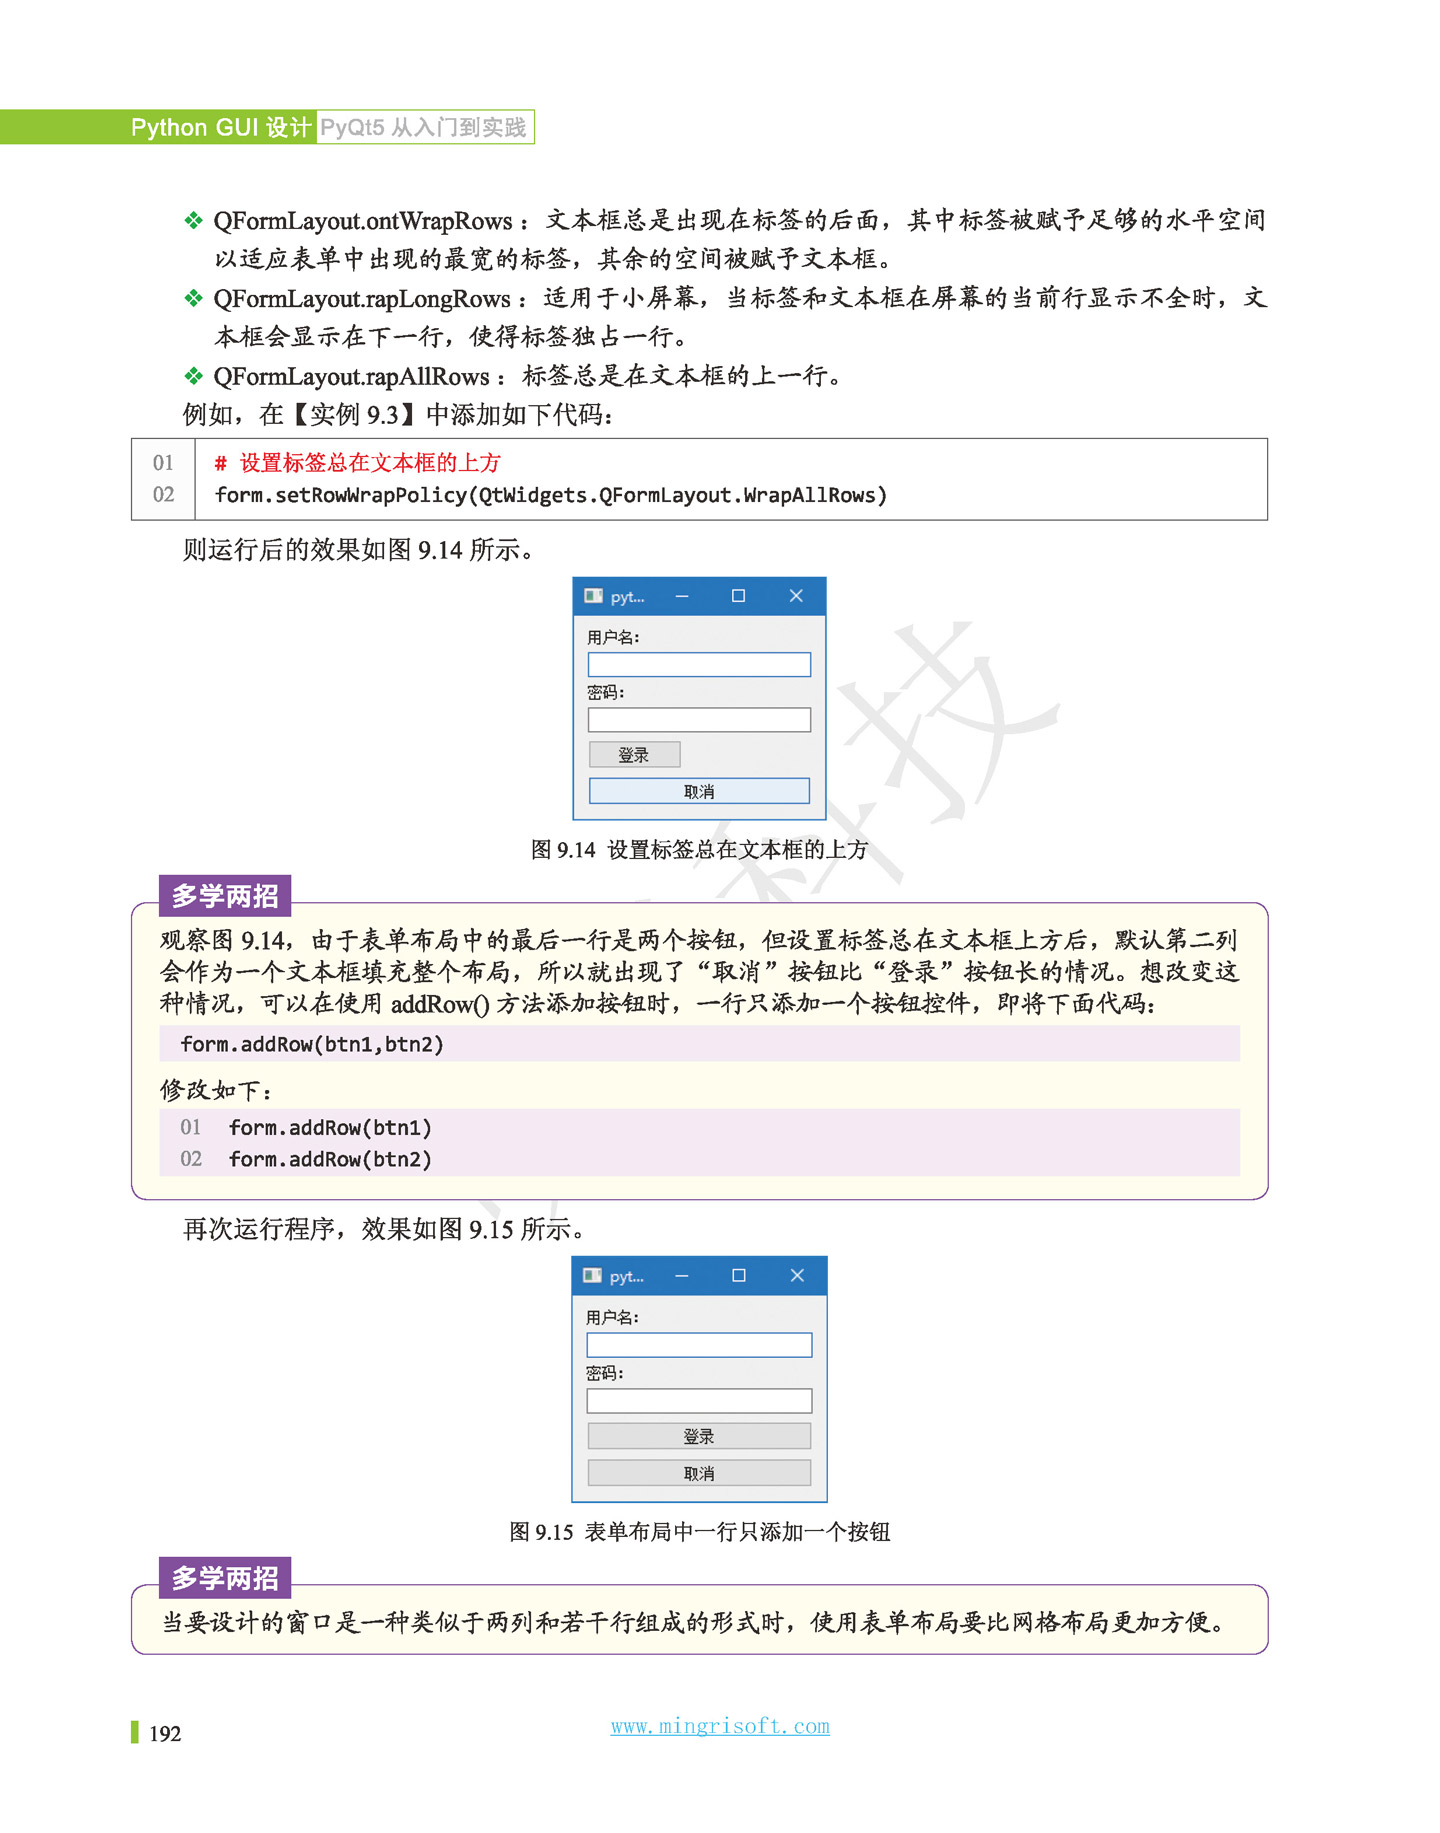 Python GUI 设计 PyQt5 从入门到实践
❖ QFormLayout.ontWrapRows：文本框总是出现在标签的后面，其中标签被赋予足够的水平空间
以适应表单中出现的最宽的标签，其余的空间被赋予文本框。
❖ QFormLayout.rapLongRows：适用于小屏幕，当标签和文本框在屏幕的当前行显示不全时，文
本框会显示在下一行，使得标签独占一行。
❖ QFormLayout.rapAllRows：标签总是在文本框的上一行。
例如，在【实例 9.3】中添加如下代码：
01 # 设置标签总在文本框的上方
02 form.setRowWrapPolicy(QtWidgets.QFormLayout.WrapAllRows)
则运行后的效果如图 9.14 所示。
pyt...
用户名：
密码：
登录
取消
图 9.14 设置标签总在文本框的上方
多学两招
观察图 9.14，由于表单布局中的最后一行是两个按钮，但设置标签总在文本框上方后，默认第二列
会作为一个文本框填充整个布局，所以就出现了“取消”按钮比“登录”按钮长的情况。想改变这
种情况，可以在使用 addRow() 方法添加按钮时，一行只添加一个按钮控件，即将下面代码：
form.addRow(btn1,btn2)
修改如下：
01 form.addRow(btn1)
02 form.addRow(btn2)
再次运行程序，效果如图 9.15 所示。
pyt...
用户名：
密码：
登录
取消
图 9.15 表单布局中一行只添加一个按钮
多学两招
当要设计的窗口是一种类似于两列和若干行组成的形式时，使用表单布局要比网格布局更加方便。
192
www.mingrisoft.com
科技